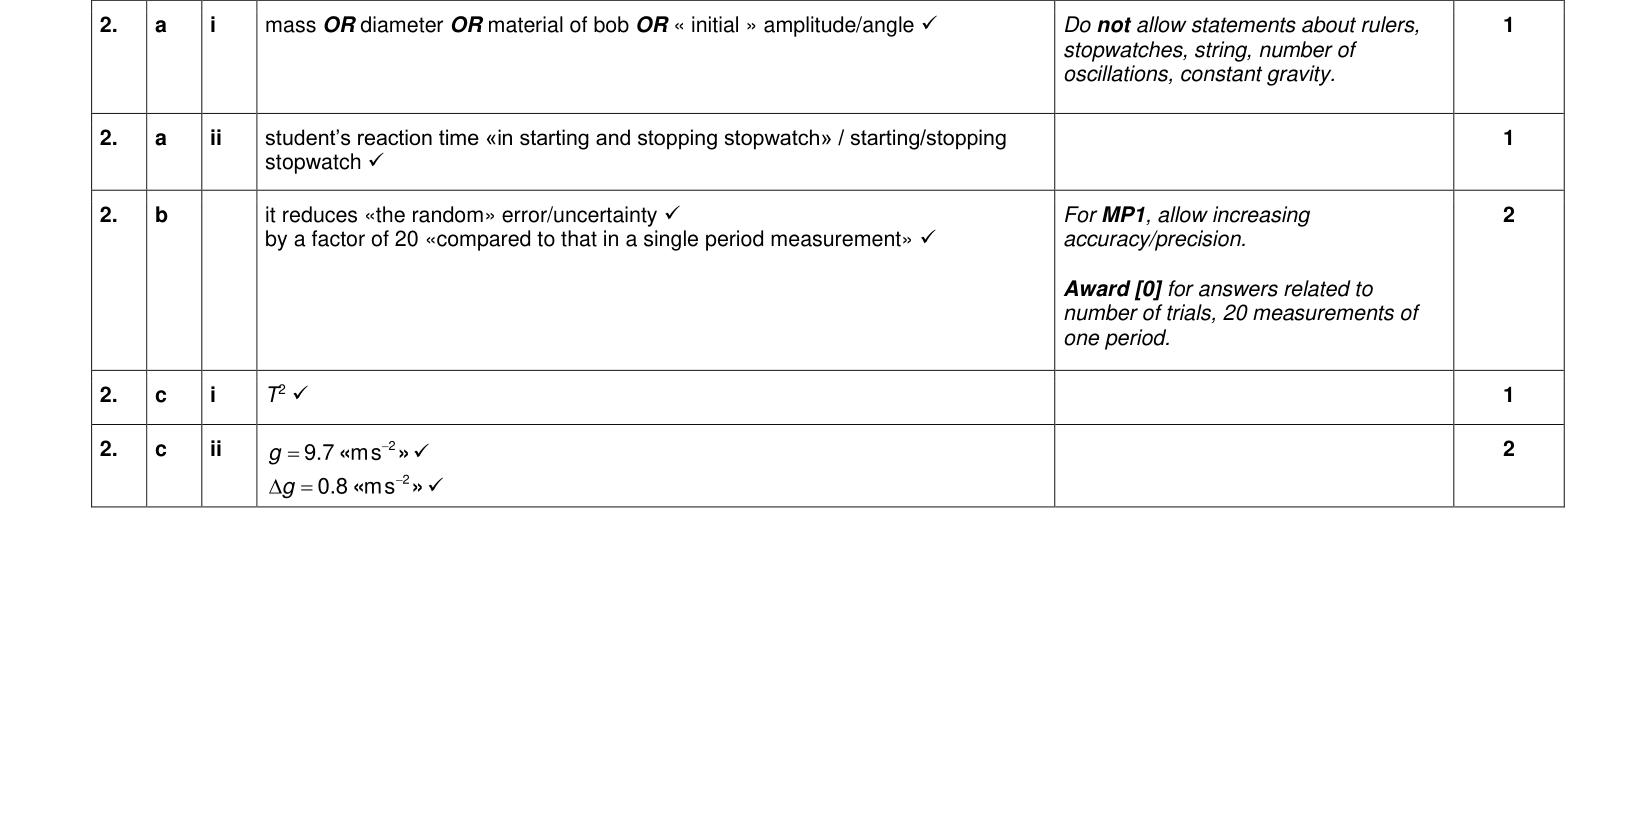 2. a i mass OR diameter OR material of bob OR « initial » amplitude/angle ✓ Do not allow statements about rulers, 1
stopwatches, string, number of
oscillations, constant gravity.
2. a ii student's reaction time «in starting and stopping stopwatch» / starting/stopping 1
stopwatch ✓
2. b it reduces «the random» error/uncertainty ✓ For MP1, allow increasing 2
by a factor of 20 «compared to that in a single period measurement» ✓ accuracy/precision.
Award [0] for answers related to
number of trials, 20 measurements of
one period.
2. c i T² ✓ 1
2. c ii g = 9.7 «m s⁻²» ✓ 2
Δg = 0.8 «m s⁻²» ✓